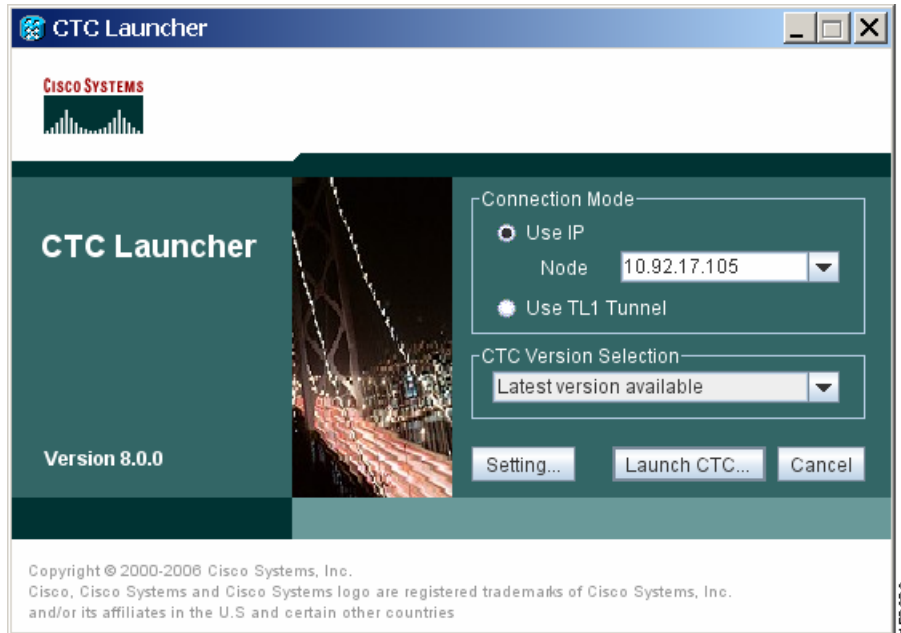 CTC Launcher
CISCO SYSTEMS
CTC Launcher
Version 8.0.0
Connection Mode
Use IP
Node 10.92.17.105
Use TL1 Tunnel
CTC Version Selection
Latest version available
Setting... Launch CTC... Cancel
Copyright © 2000-2006 Cisco Systems, Inc.
Cisco, Cisco Systems and Cisco Systems logo are registered trademarks of Cisco Systems, Inc.
and/or its affiliates in the U.S and certain other countries